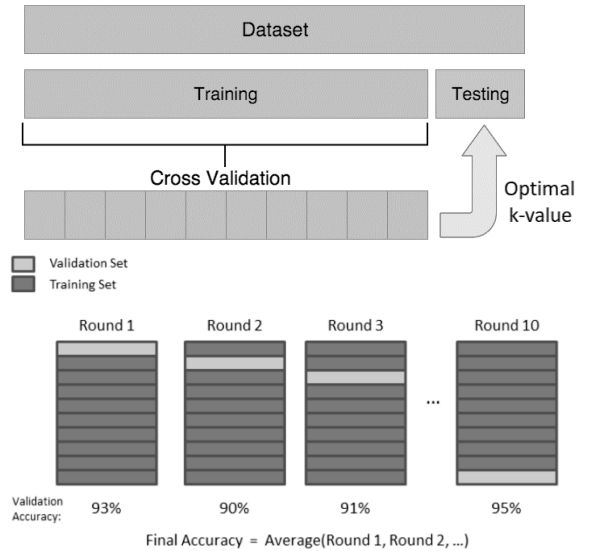 Dataset
Training
Testing
Cross Validation
Optimal
k-value
Validation Set
Training Set
Round 1
Round 2
Round 3
Round 10
...
Validation
Accuracy:
93%
90%
91%
95%
Final Accuracy = Average(Round 1, Round 2, ...)